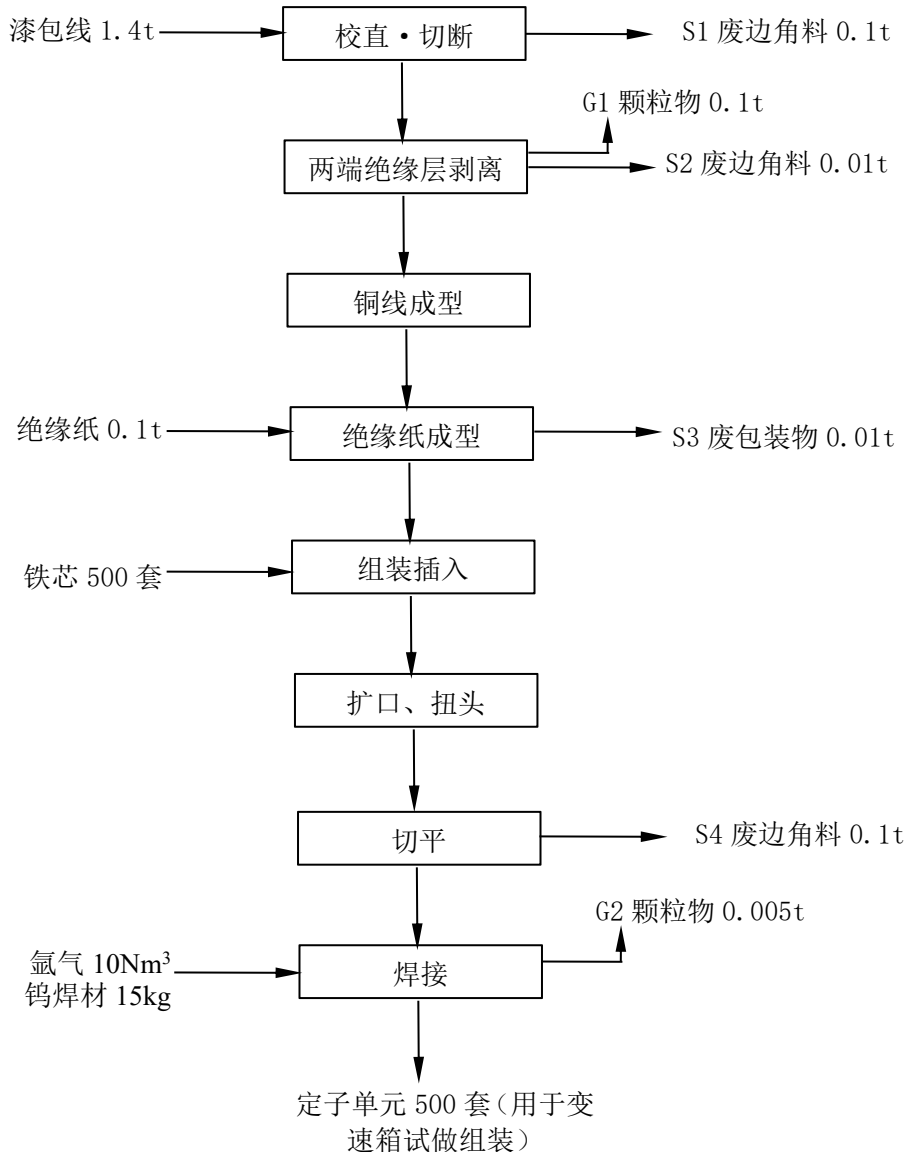 漆包线 1.4t
校直·切断
S1 废边角料 0.1t
G1 颗粒物 0.1t
两端绝缘层剥离
S2 废边角料 0.01t
铜线成型
绝缘纸 0.1t
绝缘纸成型
S3 废包装物 0.01t
铁芯 500 套
组装插入
扩口、扭头
切平
S4 废边角料 0.1t
G2 颗粒物 0.005t
氩气 10Nm³
钨焊材 15kg
焊接
定子单元 500 套（用于变
速箱试做组装）